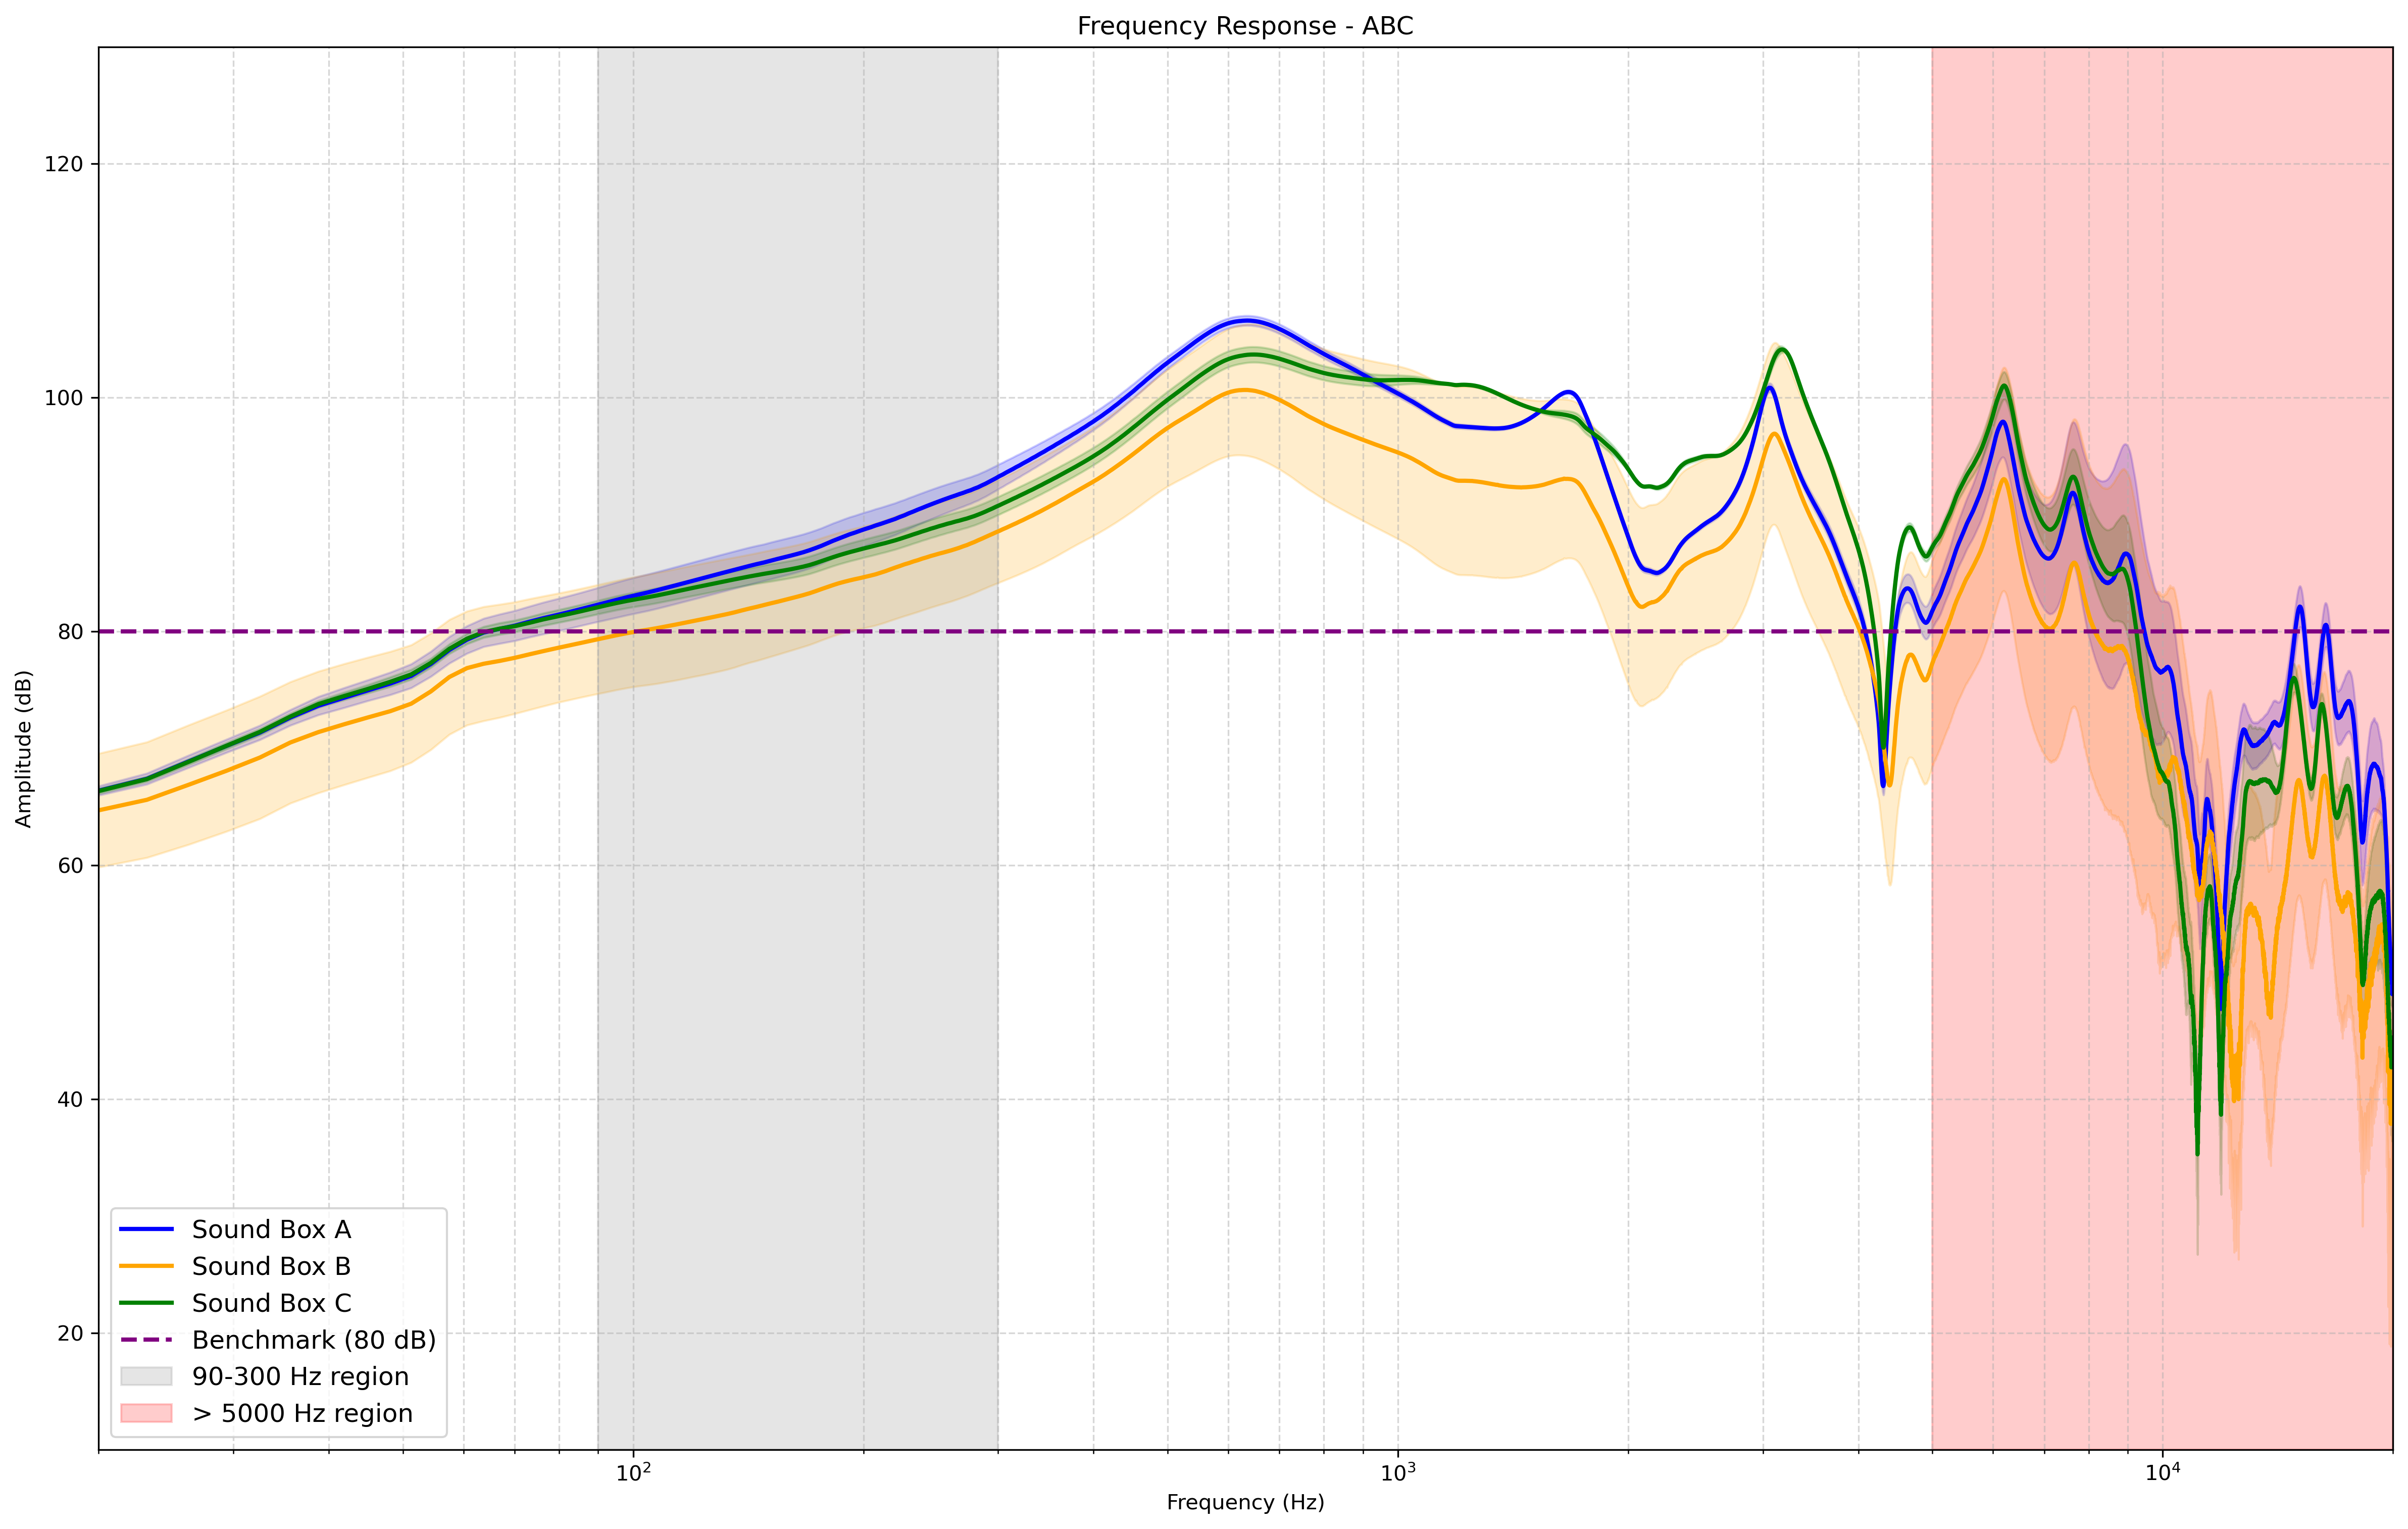 Frequency Response - ABC
Amplitude (dB)
120
100
80
60
40
20
Sound Box A
Sound Box B
Sound Box C
Benchmark (80 dB)
90-300 Hz region
> 5000 Hz region
10²
10³
10⁴
Frequency (Hz)